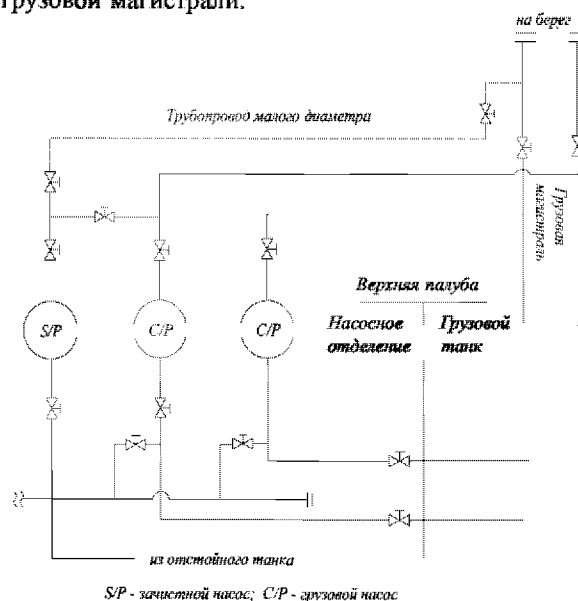 грузовой магистрали.
на берег
Трубопровод малого диаметра
Грузовая
магистраль
Верхняя палуба
Насосное Грузовой
отделение танк
S/P C/P C/P
из отстойного танка
S/P - зачистной насос; C/P - грузовой насос